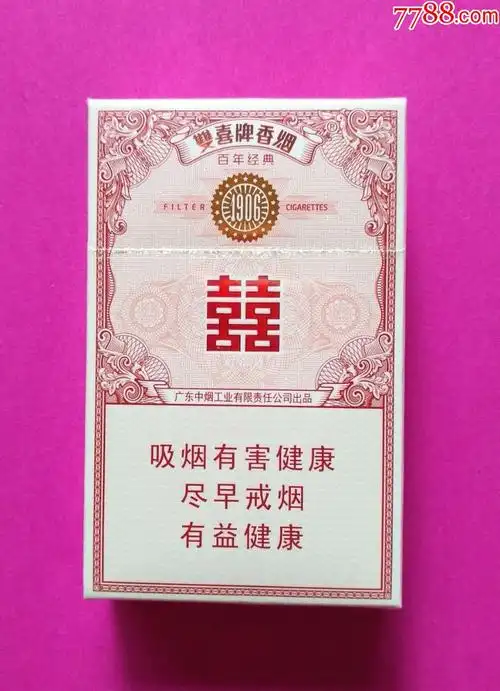 7788.com
雙喜牌香烟®
百年经典
FILTER 1906 CIGARETTES
囍
广东中烟工业有限责任公司出品
吸烟有害健康
尽早戒烟
有益健康